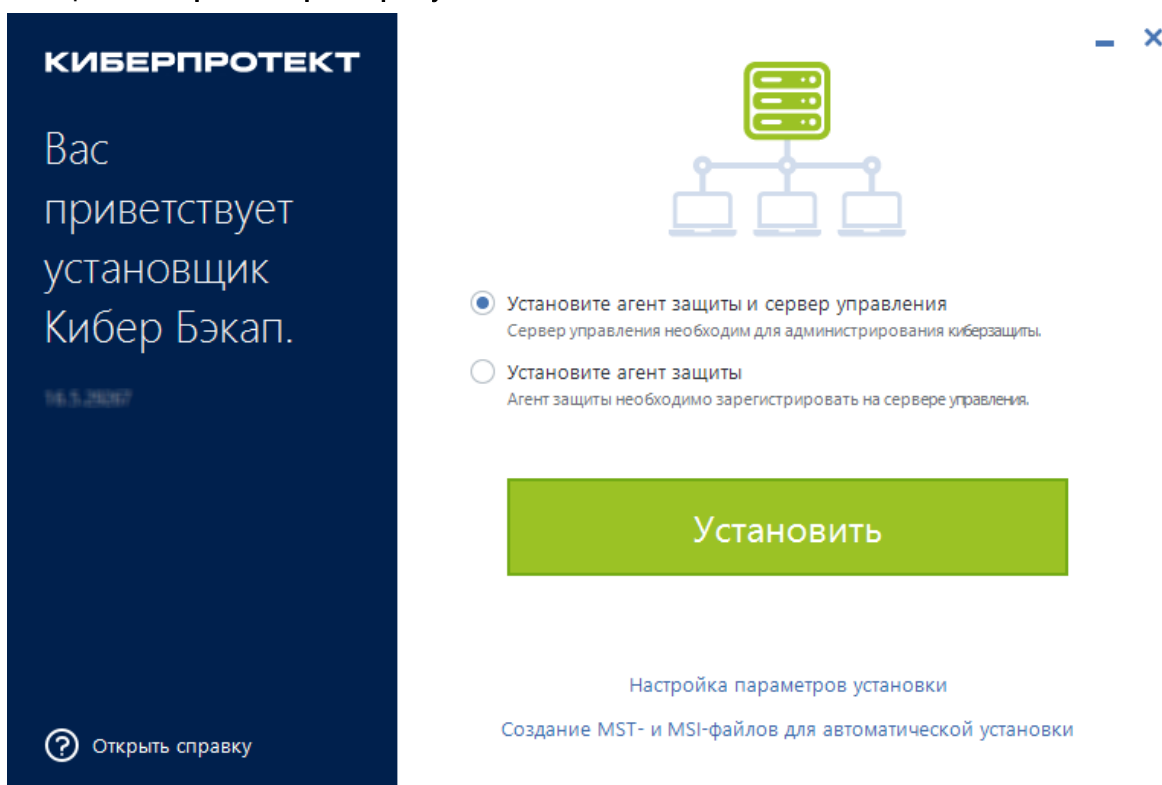 КИБЕРПРОТЕКТ
Вас
приветствует
установщик
Кибер Бэкап.
Установите агент защиты и сервер управления
Сервер управления необходим для администрирования киберзащиты.
Установите агент защиты
Агент защиты необходимо зарегистрировать на сервере управления.
Установить
Настройка параметров установки
Создание MST- и MSI-файлов для автоматической установки
? Открыть справку